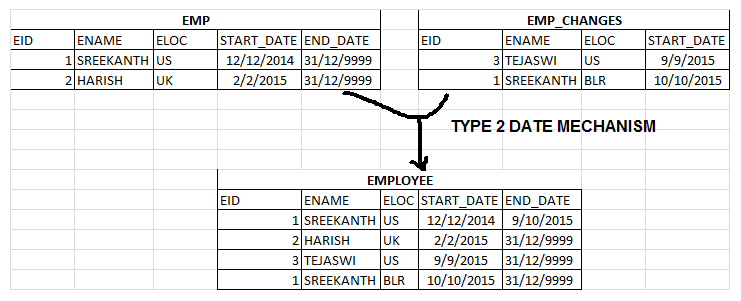 EMP EMP_CHANGES
EID ENAME ELOC START_DATE END_DATE EID ENAME ELOC START_DATE
1 SREEKANTH US 12/12/2014 31/12/9999 3 TEJASWI US 9/9/2015
2 HARISH UK 2/2/2015 31/12/9999 1 SREEKANTH BLR 10/10/2015
TYPE 2 DATE MECHANISM
EMPLOYEE
EID ENAME ELOC START_DATE END_DATE
1 SREEKANTH US 12/12/2014 9/10/2015
2 HARISH UK 2/2/2015 31/12/9999
3 TEJASWI US 9/9/2015 31/12/9999
1 SREEKANTH BLR 10/10/2015 31/12/9999